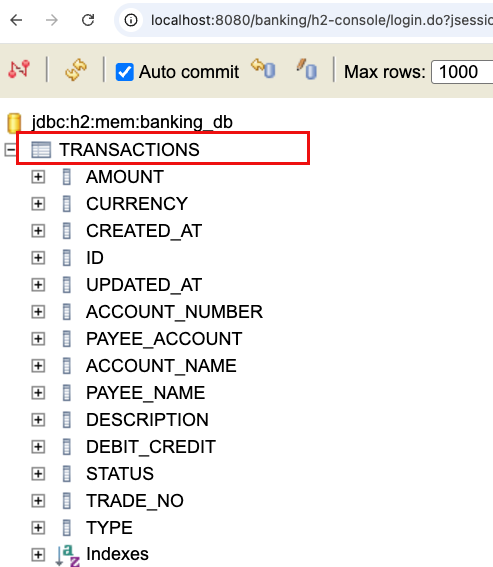 localhost:8080/banking/h2-console/login.do?jsessio
Auto commit
Max rows: 1000
jdbc:h2:mem:banking_db
TRANSACTIONS
AMOUNT
CURRENCY
CREATED_AT
ID
UPDATED_AT
ACCOUNT_NUMBER
PAYEE_ACCOUNT
ACCOUNT_NAME
PAYEE_NAME
DESCRIPTION
DEBIT_CREDIT
STATUS
TRADE_NO
TYPE
Indexes